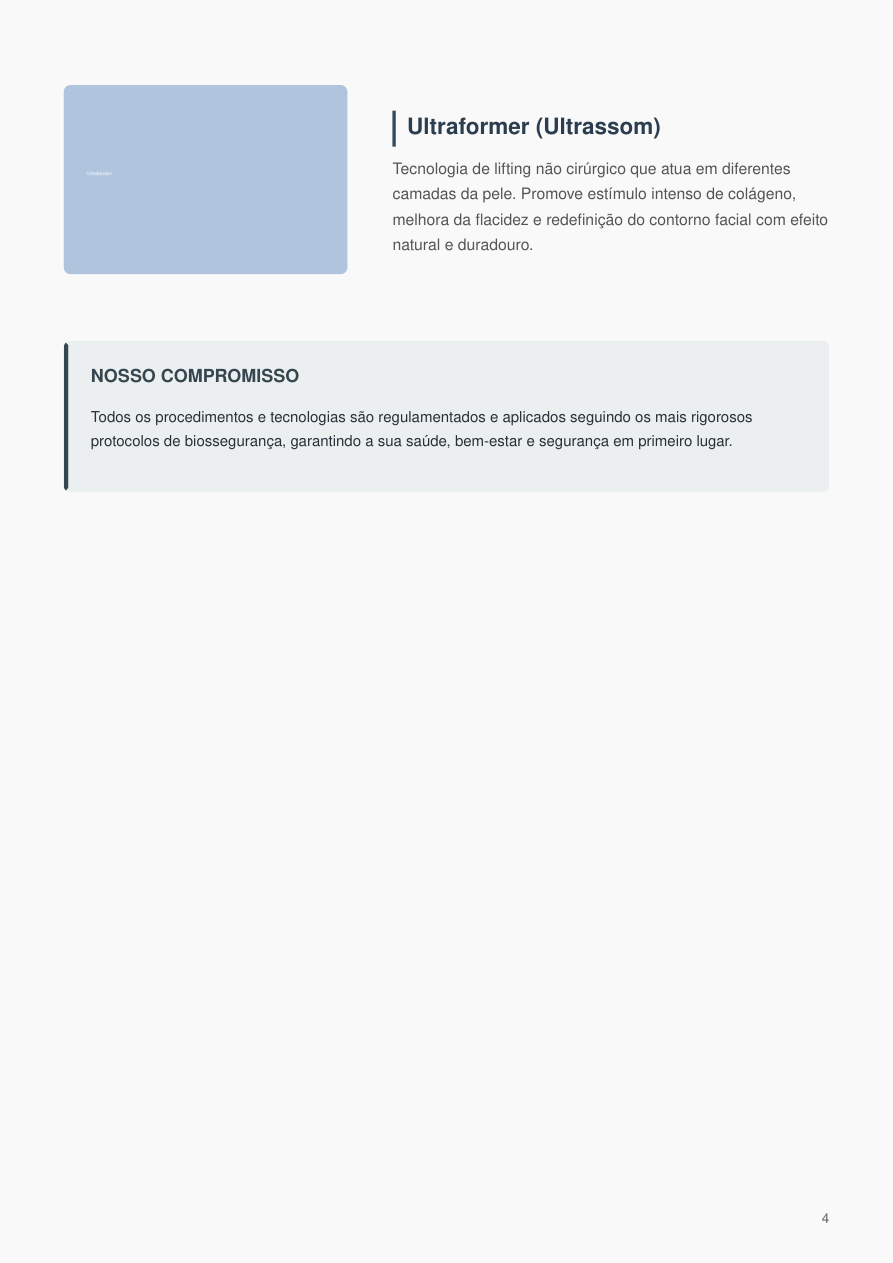 Ultraformer (Ultrassom)
Tecnologia de lifting não cirúrgico que atua em diferentes
camadas da pele. Promove estímulo intenso de colágeno,
melhora da flacidez e redefinição do contorno facial com efeito
natural e duradouro.
NOSSO COMPROMISSO
Todos os procedimentos e tecnologias são regulamentados e aplicados seguindo os mais rigorosos
protocolos de biossegurança, garantindo a sua saúde, bem-estar e segurança em primeiro lugar.
4